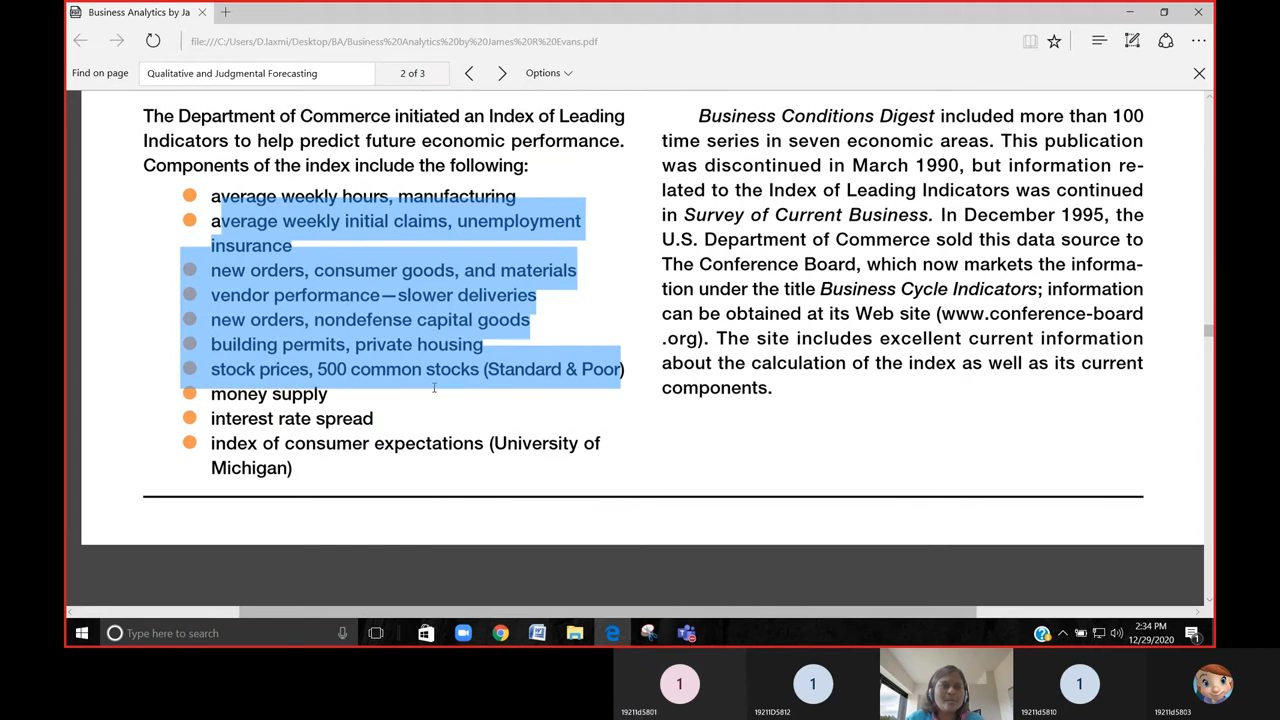 Business Analytics by Ja
file:///C:/Users/D.laxmi/Desktop/BA/Business%20Analytics%20by%20James%20R%20Evans.pdf
Find on page
Qualitative and Judgmental Forecasting
2 of 3
Options
The Department of Commerce initiated an Index of Leading
Indicators to help predict future economic performance.
Components of the index include the following:
average weekly hours, manufacturing
average weekly initial claims, unemployment
insurance
new orders, consumer goods, and materials
vendor performance—slower deliveries
new orders, nondefense capital goods
building permits, private housing
stock prices, 500 common stocks (Standard & Poor)
money supply
interest rate spread
index of consumer expectations (University of
Michigan)
Business Conditions Digest included more than 100
time series in seven economic areas. This publication
was discontinued in March 1990, but information re-
lated to the Index of Leading Indicators was continued
in Survey of Current Business. In December 1995, the
U.S. Department of Commerce sold this data source to
The Conference Board, which now markets the informa-
tion under the title Business Cycle Indicators; information
can be obtained at its Web site (www.conference-board
.org). The site includes excellent current information
about the calculation of the index as well as its current
components.
Type here to search
2:34 PM
12/29/2020
1
1
1
1
19211d5801
19211D5812
19211d5810
19211d5803